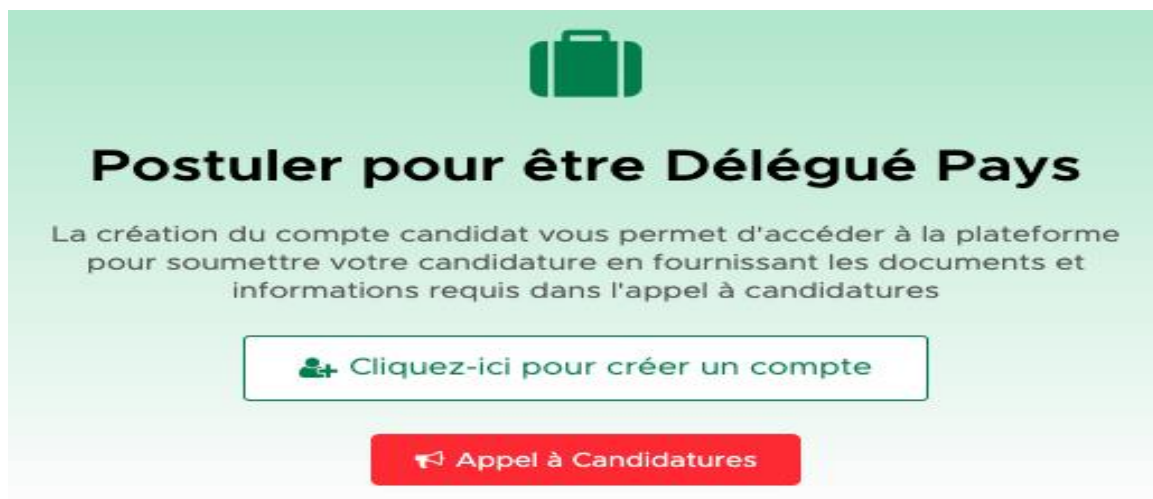 Postuler pour être Délégué Pays
La création du compte candidat vous permet d'accéder à la plateforme
pour soumettre votre candidature en fournissant les documents et
informations requis dans l'appel à candidatures
Cliquez-ici pour créer un compte
Appel à Candidatures